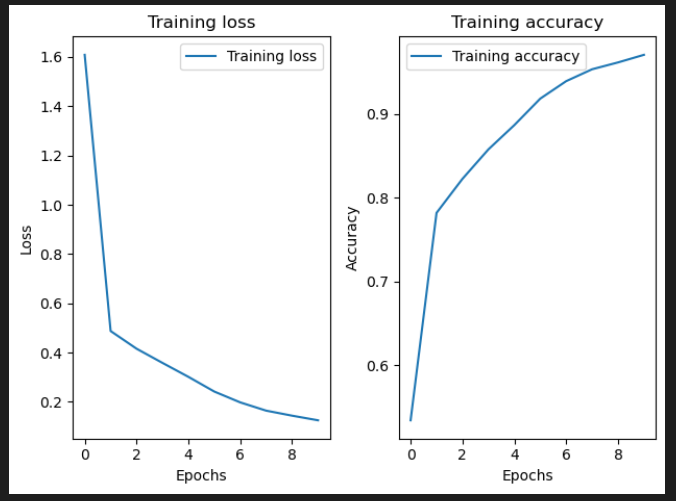 Training loss
Training loss
1.6
1.4
1.2
1.0
0.8
0.6
0.4
0.2
Loss
0 2 4 6 8
Epochs
Training accuracy
Training accuracy
0.9
0.8
0.7
0.6
Accuracy
0 2 4 6 8
Epochs